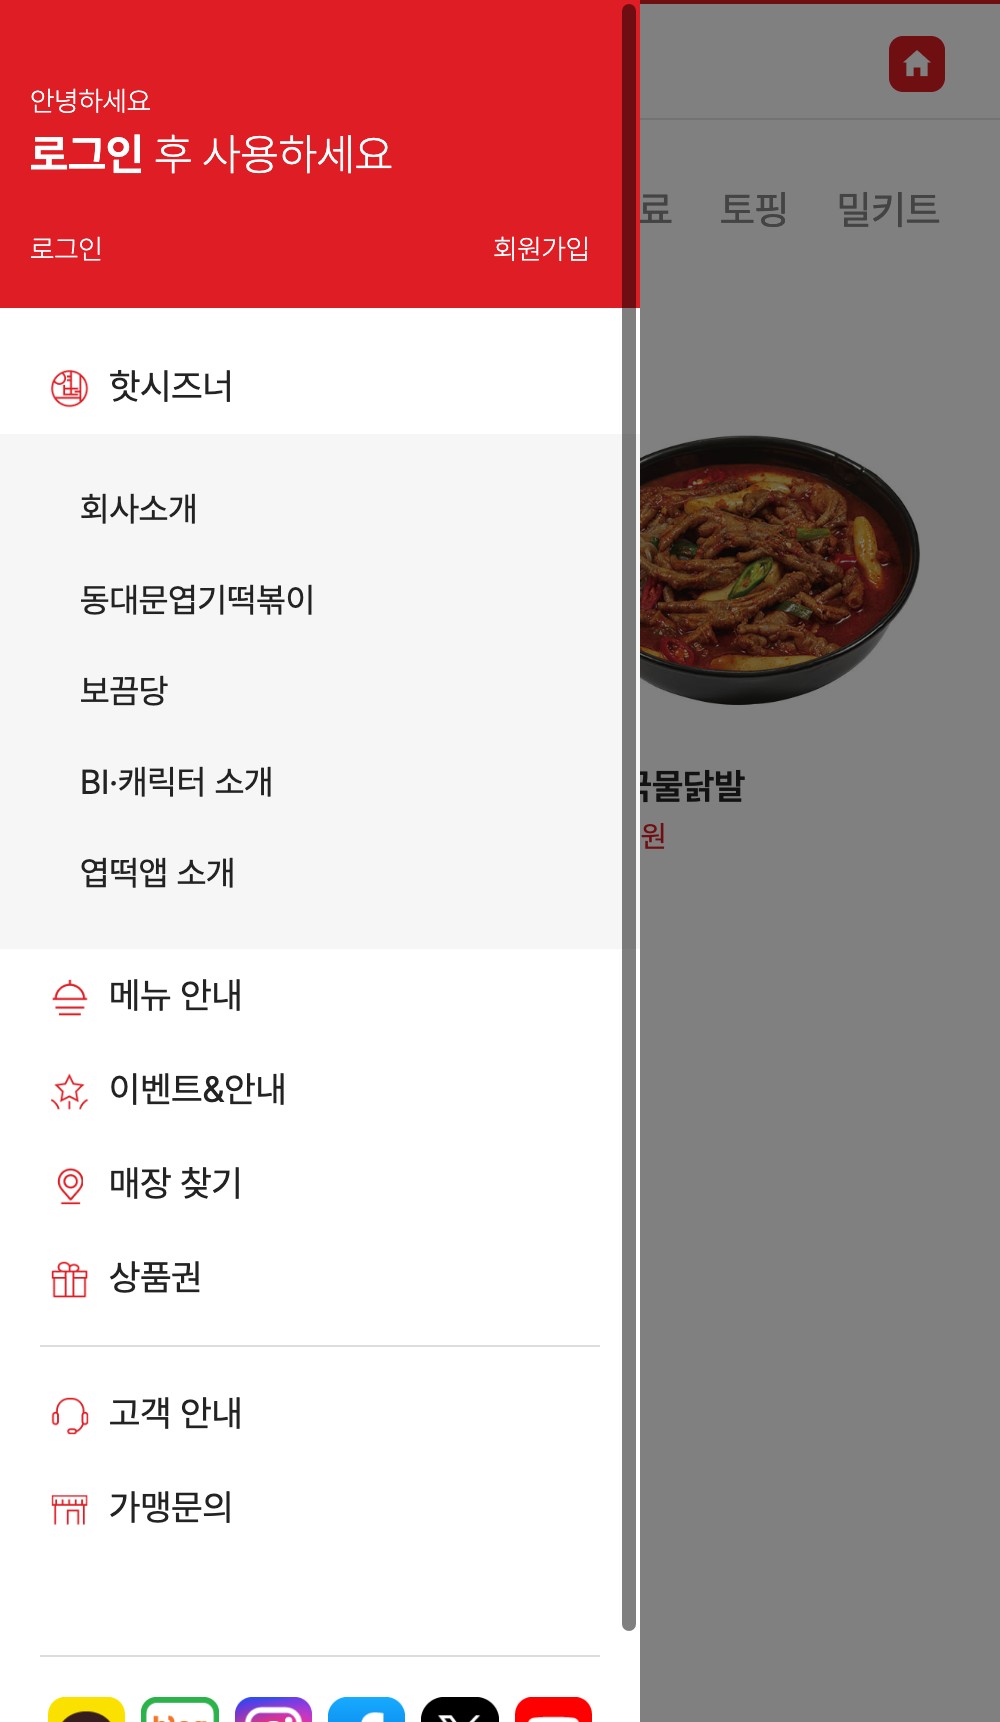 안녕하세요
로그인 후 사용하세요
로그인
회원가입
핫시즈너
회사소개
동대문엽기떡볶이
보끔당
BI·캐릭터 소개
엽떡앱 소개
메뉴 안내
이벤트&안내
매장 찾기
상품권
고객 안내
가맹문의
료 토핑 밀키트
국물닭발
원